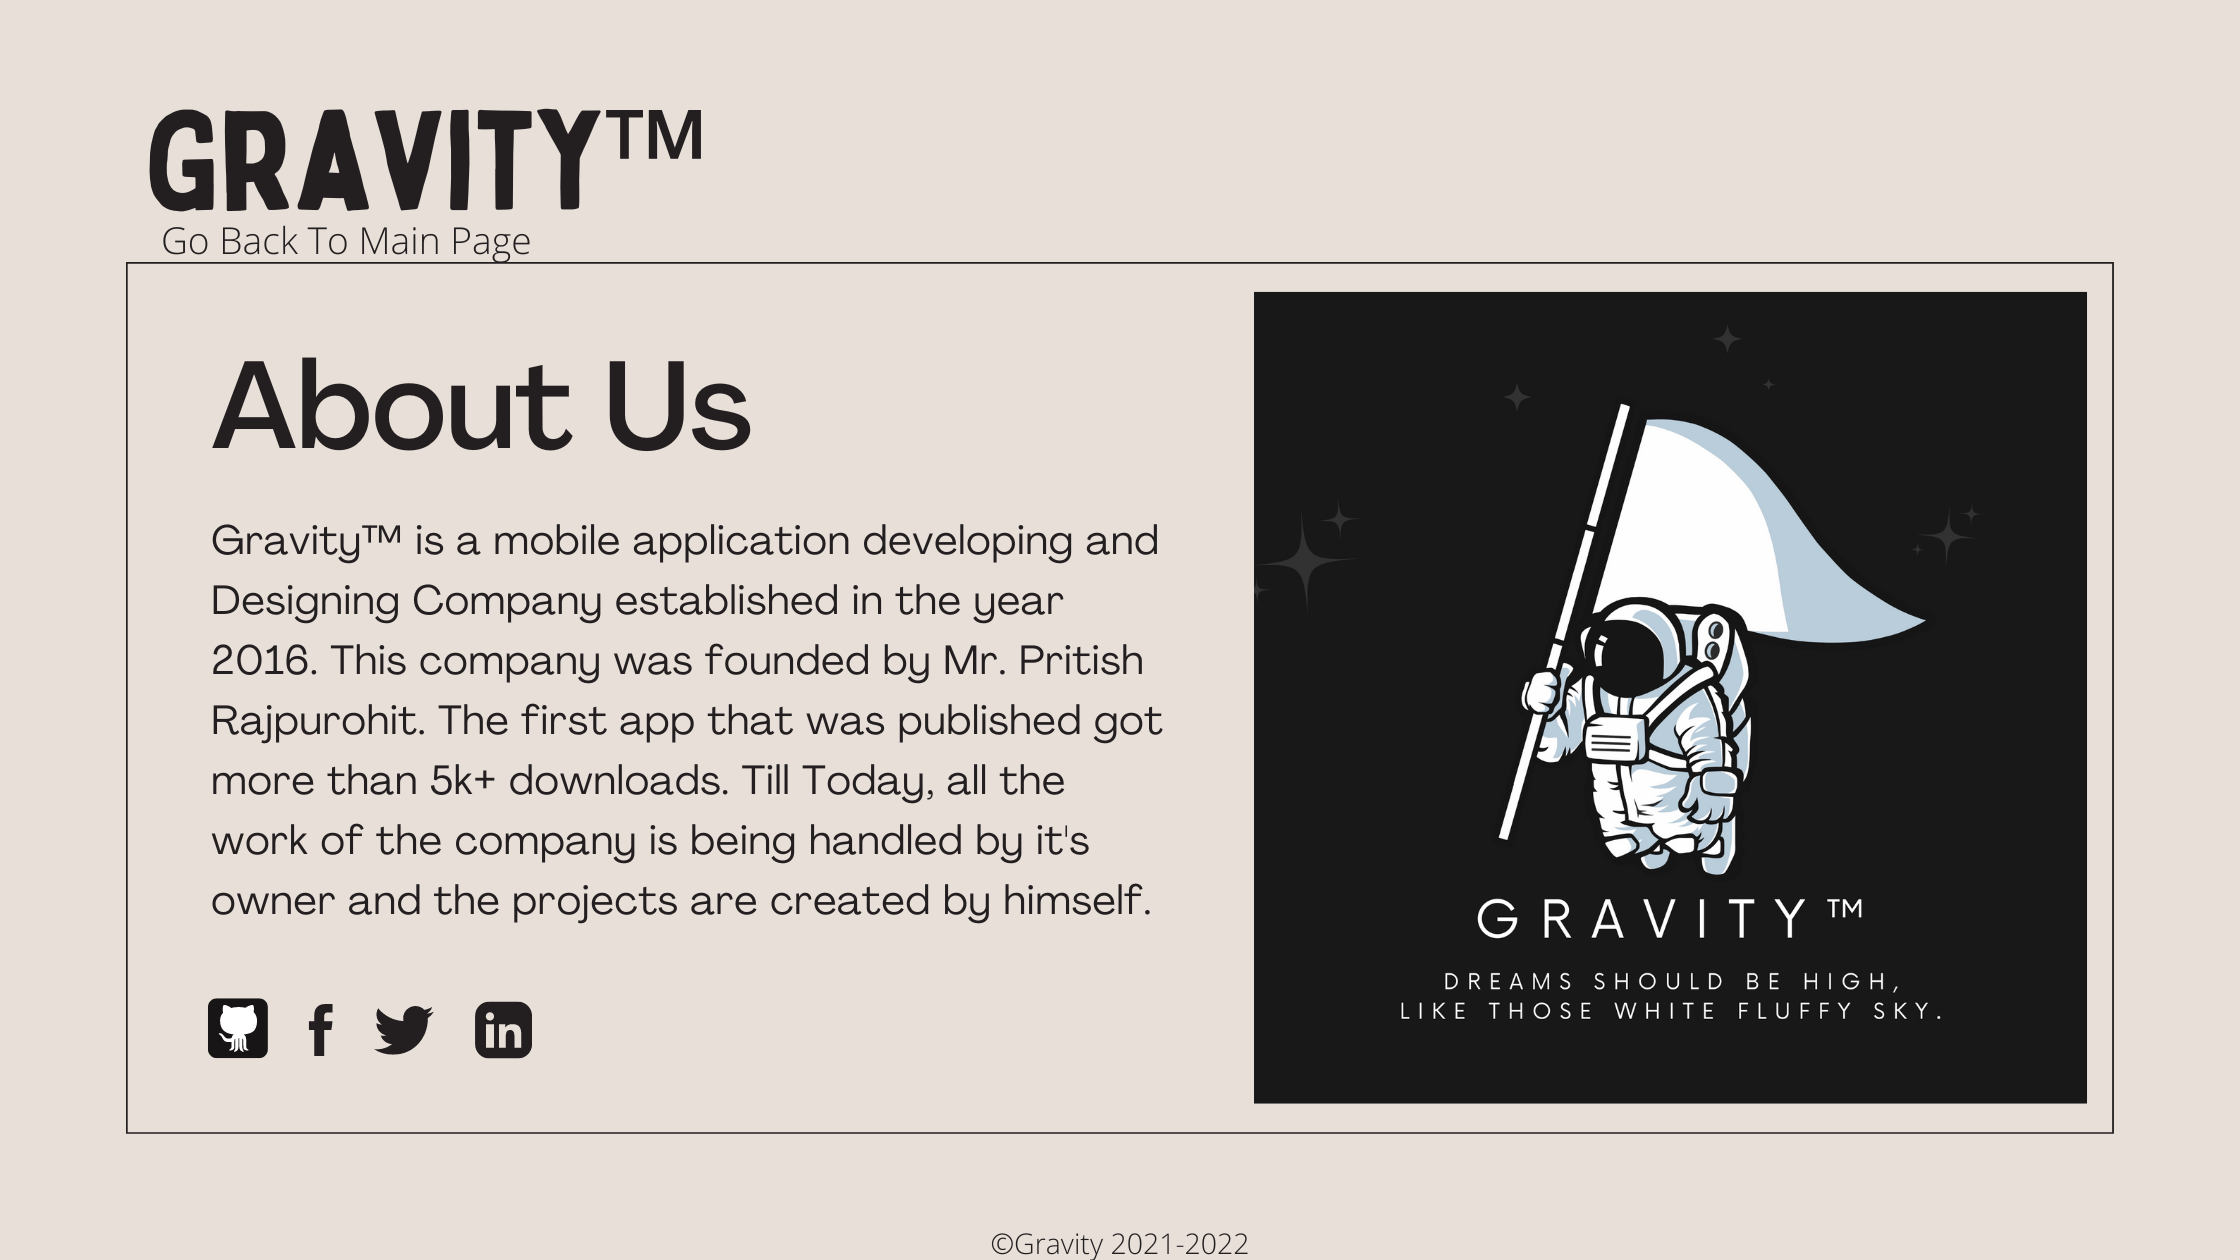 GRAVITY™
Go Back To Main Page
About Us
Gravity™ is a mobile application developing and
Designing Company established in the year
2016. This company was founded by Mr. Pritish
Rajpurohit. The first app that was published got
more than 5k+ downloads. Till Today, all the
work of the company is being handled by it's
owner and the projects are created by himself.
f
in
GRAVITY™
DREAMS SHOULD BE HIGH,
LIKE THOSE WHITE FLUFFY SKY.
©Gravity 2021-2022